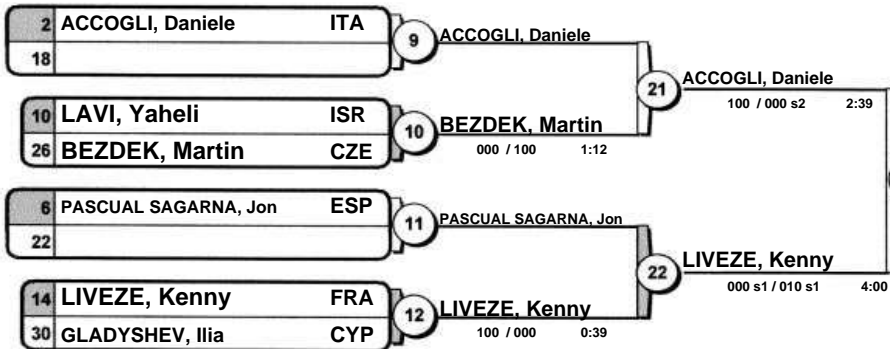 2 ACCOGLI, Daniele ITA
18
9 ACCOGLI, Daniele
10 LAVI, Yaheli ISR
26 BEZDEK, Martin CZE
10 BEZDEK, Martin
000 / 100 1:12
21 ACCOGLI, Daniele
100 / 000 s2 2:39
6 PASCUAL SAGARNA, Jon ESP
22
11 PASCUAL SAGARNA, Jon
14 LIVEZE, Kenny FRA
30 GLADYSHEV, Ilia CYP
12 LIVEZE, Kenny
100 / 000 0:39
22 LIVEZE, Kenny
000 s1 / 010 s1 4:00